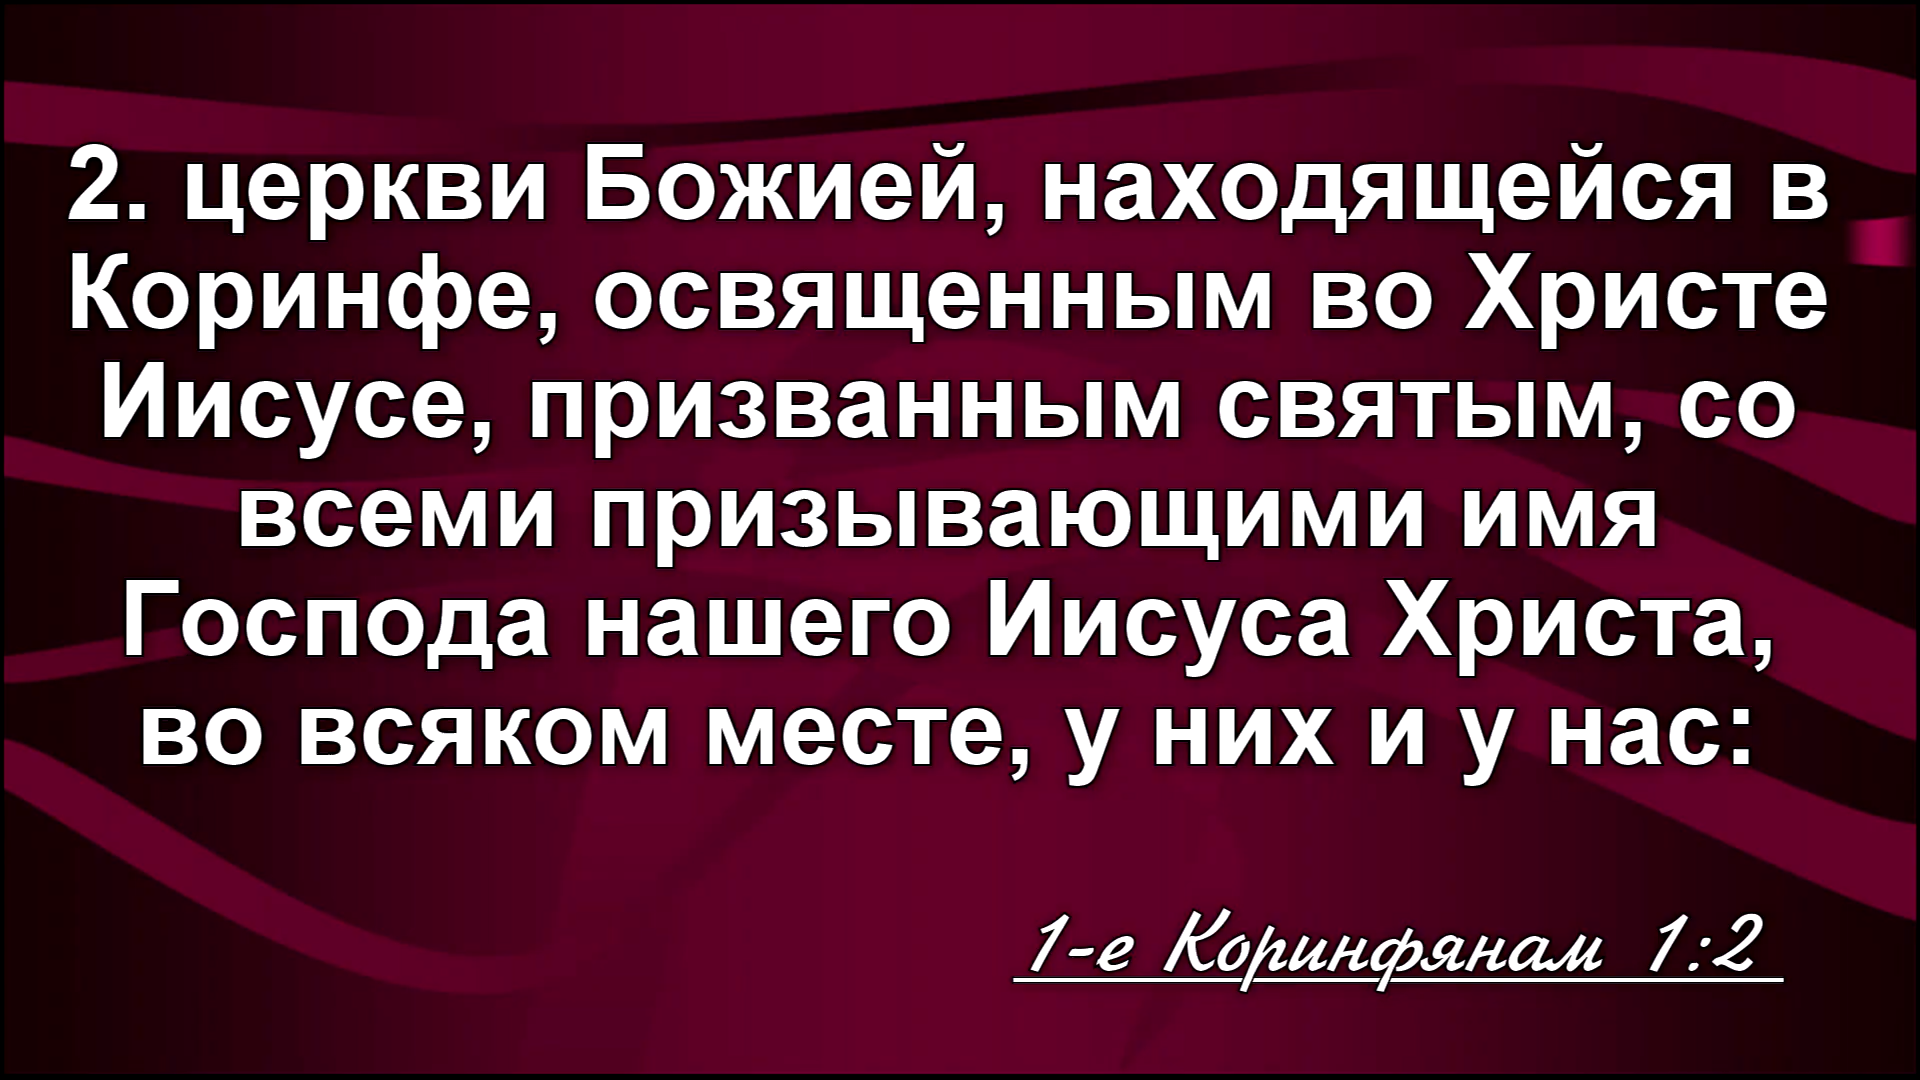 2. церкви Божией, находящейся в
Коринфе, освященным во Христе
Иисусе, призванным святым, со
всеми призывающими имя
Господа нашего Иисуса Христа,
во всяком месте, у них и у нас:
1-е Коринфянам 1:2